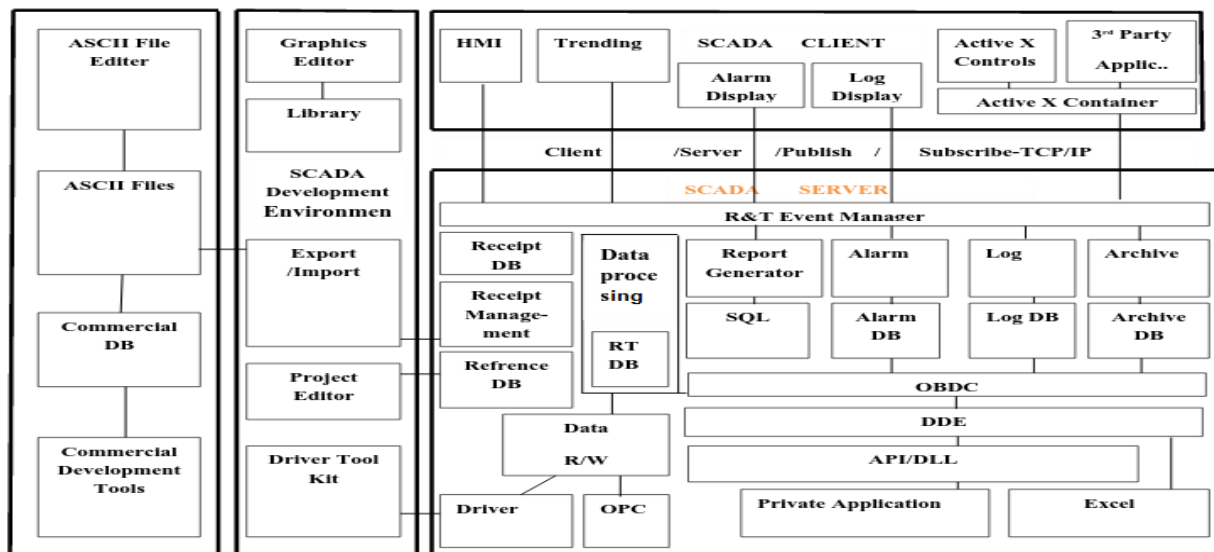 ASCII File
Editer
ASCII Files
Commercial
DB
Commercial
Development
Tools
Graphics
Editor
Library
SCADA
Development
Environmen
Export
/Import
Project
Editor
Driver Tool
Kit
HMI
Trending
SCADA CLIENT
Alarm
Display
Log
Display
Active X
Controls
3rd Party
Applic..
Active X Container
Client /Server /Publish / Subscribe-TCP/IP
SCADA SERVER
R&T Event Manager
Receipt
DB
Receipt
Manage-
ment
Refrence
DB
Data
proce
sing
RT
DB
Report
Generator
Alarm
Log
Archive
SQL
Alarm
DB
Log DB
Archive
DB
OBDC
DDE
Data
R/W
API/DLL
Driver
OPC
Private Application
Excel